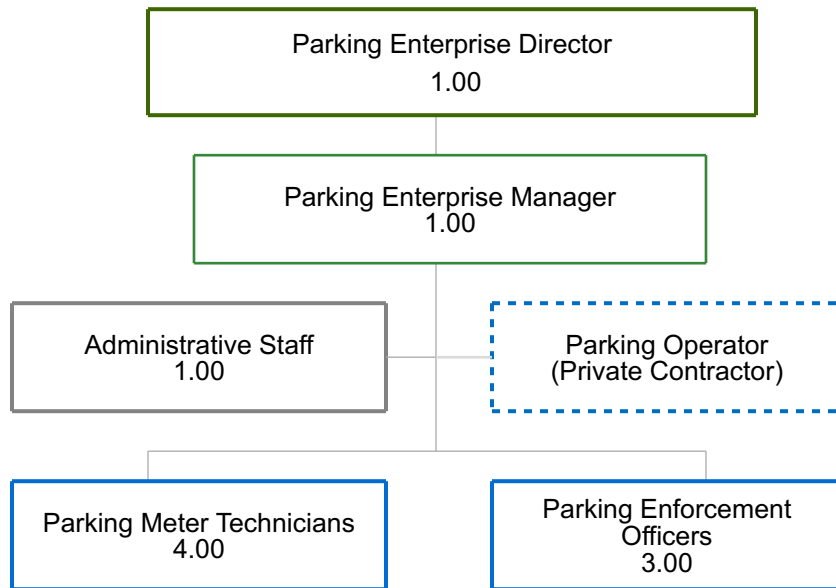 Parking Enterprise Director
1.00
Parking Enterprise Manager
1.00
Administrative Staff
1.00
Parking Operator
(Private Contractor)
Parking Meter Technicians
4.00
Parking Enforcement
Officers
3.00